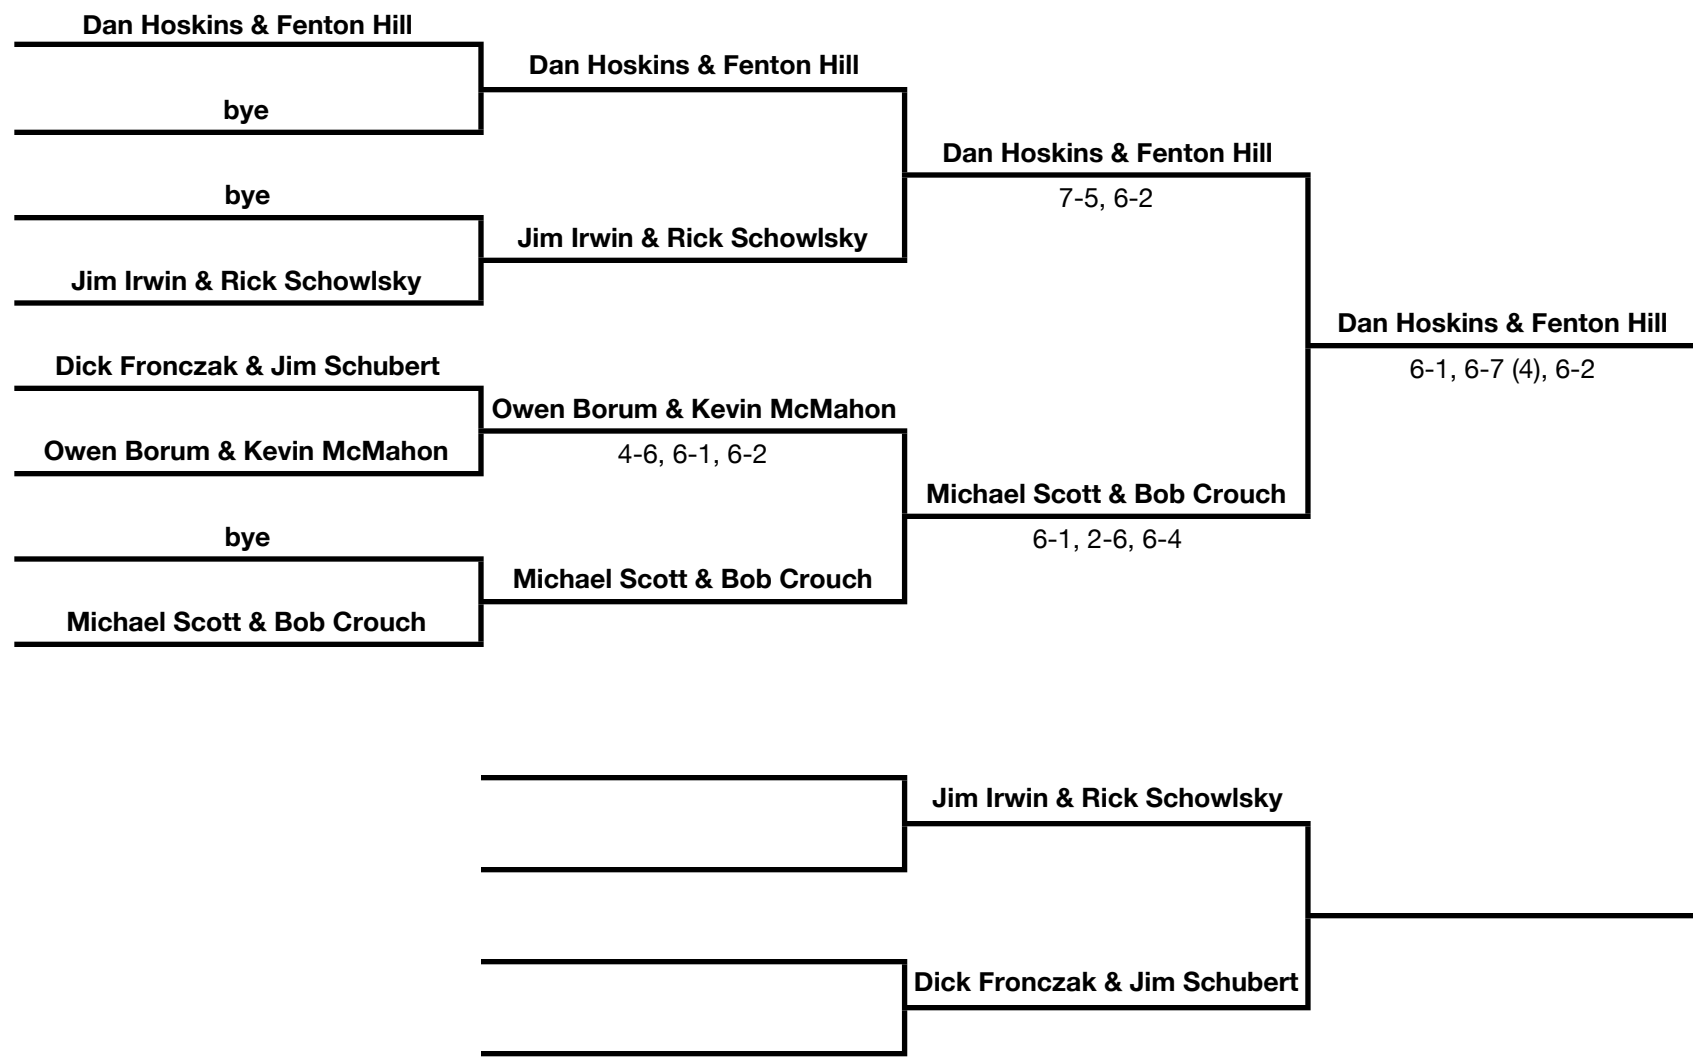 Dan Hoskins & Fenton Hill
Dan Hoskins & Fenton Hill
bye
Dan Hoskins & Fenton Hill
7-5, 6-2
bye
Jim Irwin & Rick Schowlsky
Jim Irwin & Rick Schowlsky
Dan Hoskins & Fenton Hill
6-1, 6-7 (4), 6-2
Dick Fronczak & Jim Schubert
Owen Borum & Kevin McMahon
4-6, 6-1, 6-2
Owen Borum & Kevin McMahon
Michael Scott & Bob Crouch
6-1, 2-6, 6-4
bye
Michael Scott & Bob Crouch
Michael Scott & Bob Crouch
Jim Irwin & Rick Schowlsky
Dick Fronczak & Jim Schubert